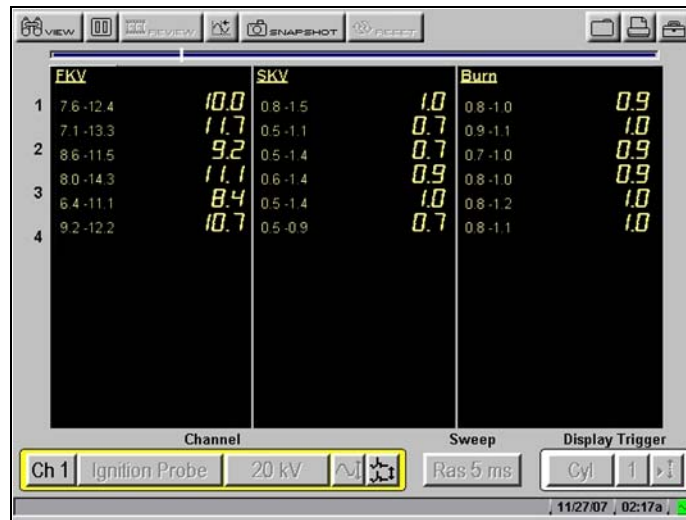 VIEW REVIEW SNAPSHOT RESET
FKV SKV Burn
1 7.6-12.4 10.0 0.8-1.5 1.0 0.8-1.0 0.9
7.1-13.3 11.7 0.5-1.1 0.7 0.9-1.1 1.0
2 8.6-11.5 9.2 0.5-1.4 0.7 0.7-1.0 0.9
8.0-14.3 11.1 0.6-1.4 0.9 0.8-1.0 0.9
3 6.4-11.1 8.4 0.5-1.4 1.0 0.8-1.2 1.0
4 9.2-12.2 10.7 0.5-0.9 0.7 0.8-1.1 1.0
Channel Sweep Display Trigger
Ch 1 Ignition Probe 20 kV Ras 5 ms Cyl 1
11/27/07 02:17a